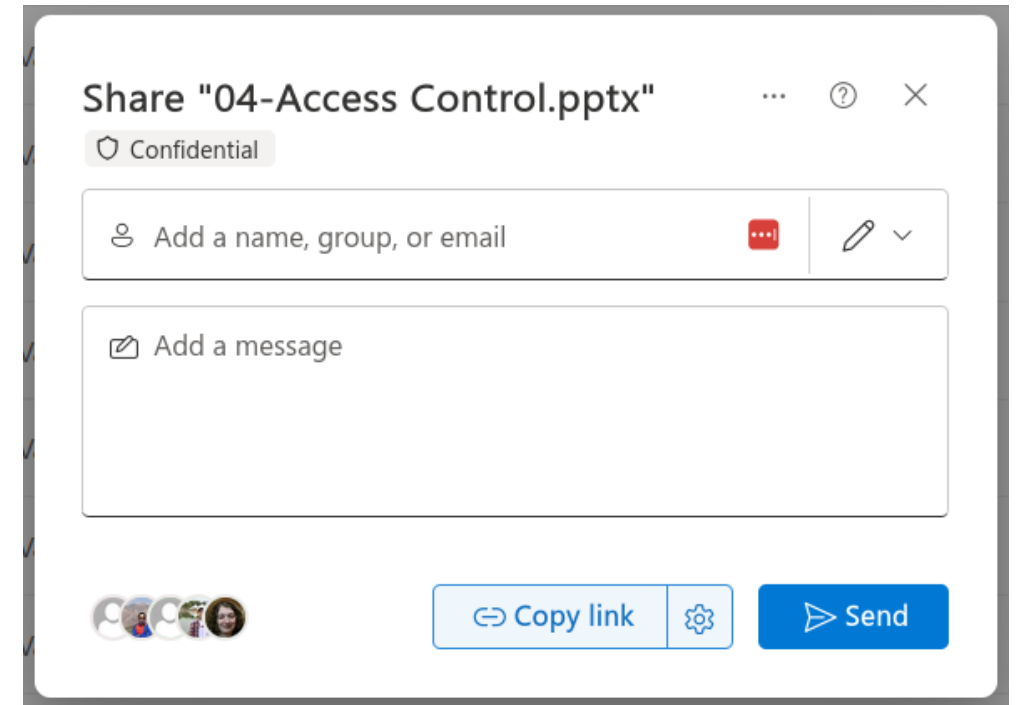 Share "04-Access Control.pptx"
Confidential
Add a name, group, or email
Add a message
Copy link
Send